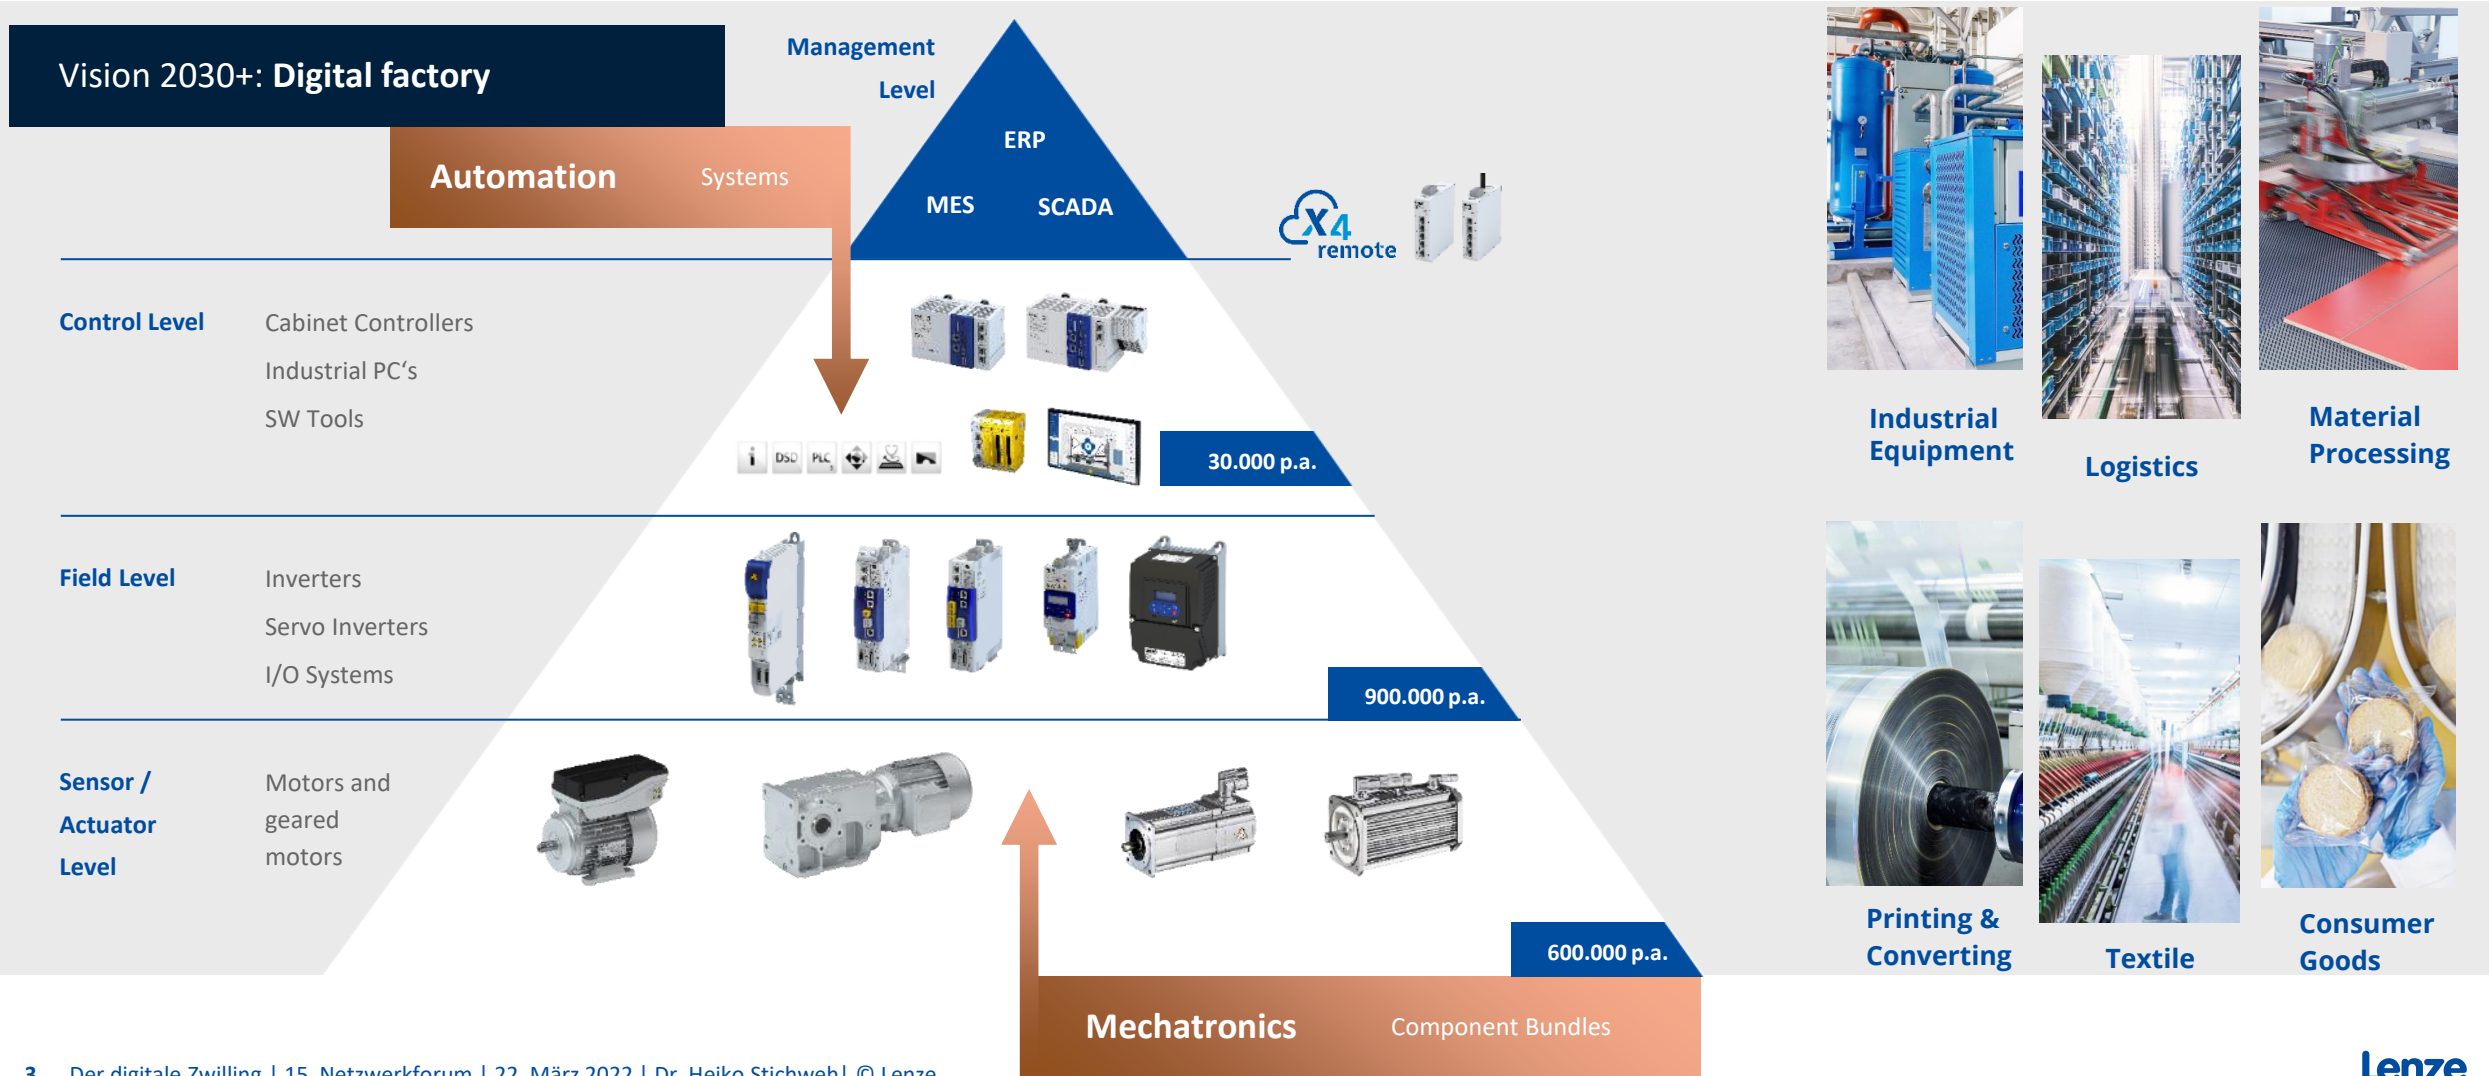 Vision 2030+: Digital factory
Automation Systems
Management
Level
ERP
MES SCADA
X4
remote
Control Level
Cabinet Controllers
Industrial PC‘s
SW Tools
DSD PLC
30.000 p.a.
Field Level
Inverters
Servo Inverters
I/O Systems
900.000 p.a.
Sensor /
Actuator
Level
Motors and
geared
motors
600.000 p.a.
Mechatronics Component Bundles
Industrial
Equipment
Logistics
Material
Processing
Printing &
Converting
Textile
Consumer
Goods
3 Der digitale Zwilling | 15. Netzwerkforum | 22. März 2022 | Dr. Heiko Stichweh| © Lenze
Lenze